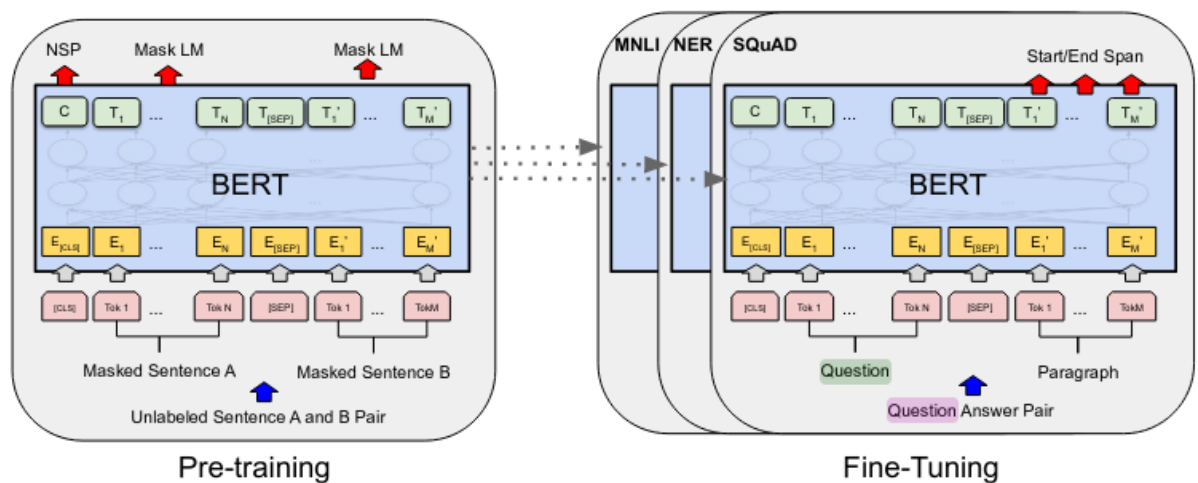 NSP Mask LM Mask LM
C T1 ... TN T[SEP] T1' ... TM'
BERT
E[CLS] E1 ... EN E[SEP] E1' ... EM'
[CLS] Tok 1 ... Tok N [SEP] Tok 1 ... TokM
Masked Sentence A Masked Sentence B
Unlabeled Sentence A and B Pair
Pre-training
MNLI NER SQuAD
Start/End Span
C T1 ... TN T[SEP] T1' ... TM'
BERT
E[CLS] E1 ... EN E[SEP] E1' ... EM'
[CLS] Tok 1 ... Tok N [SEP] Tok 1 ... TokM
Question Paragraph
Question Answer Pair
Fine-Tuning